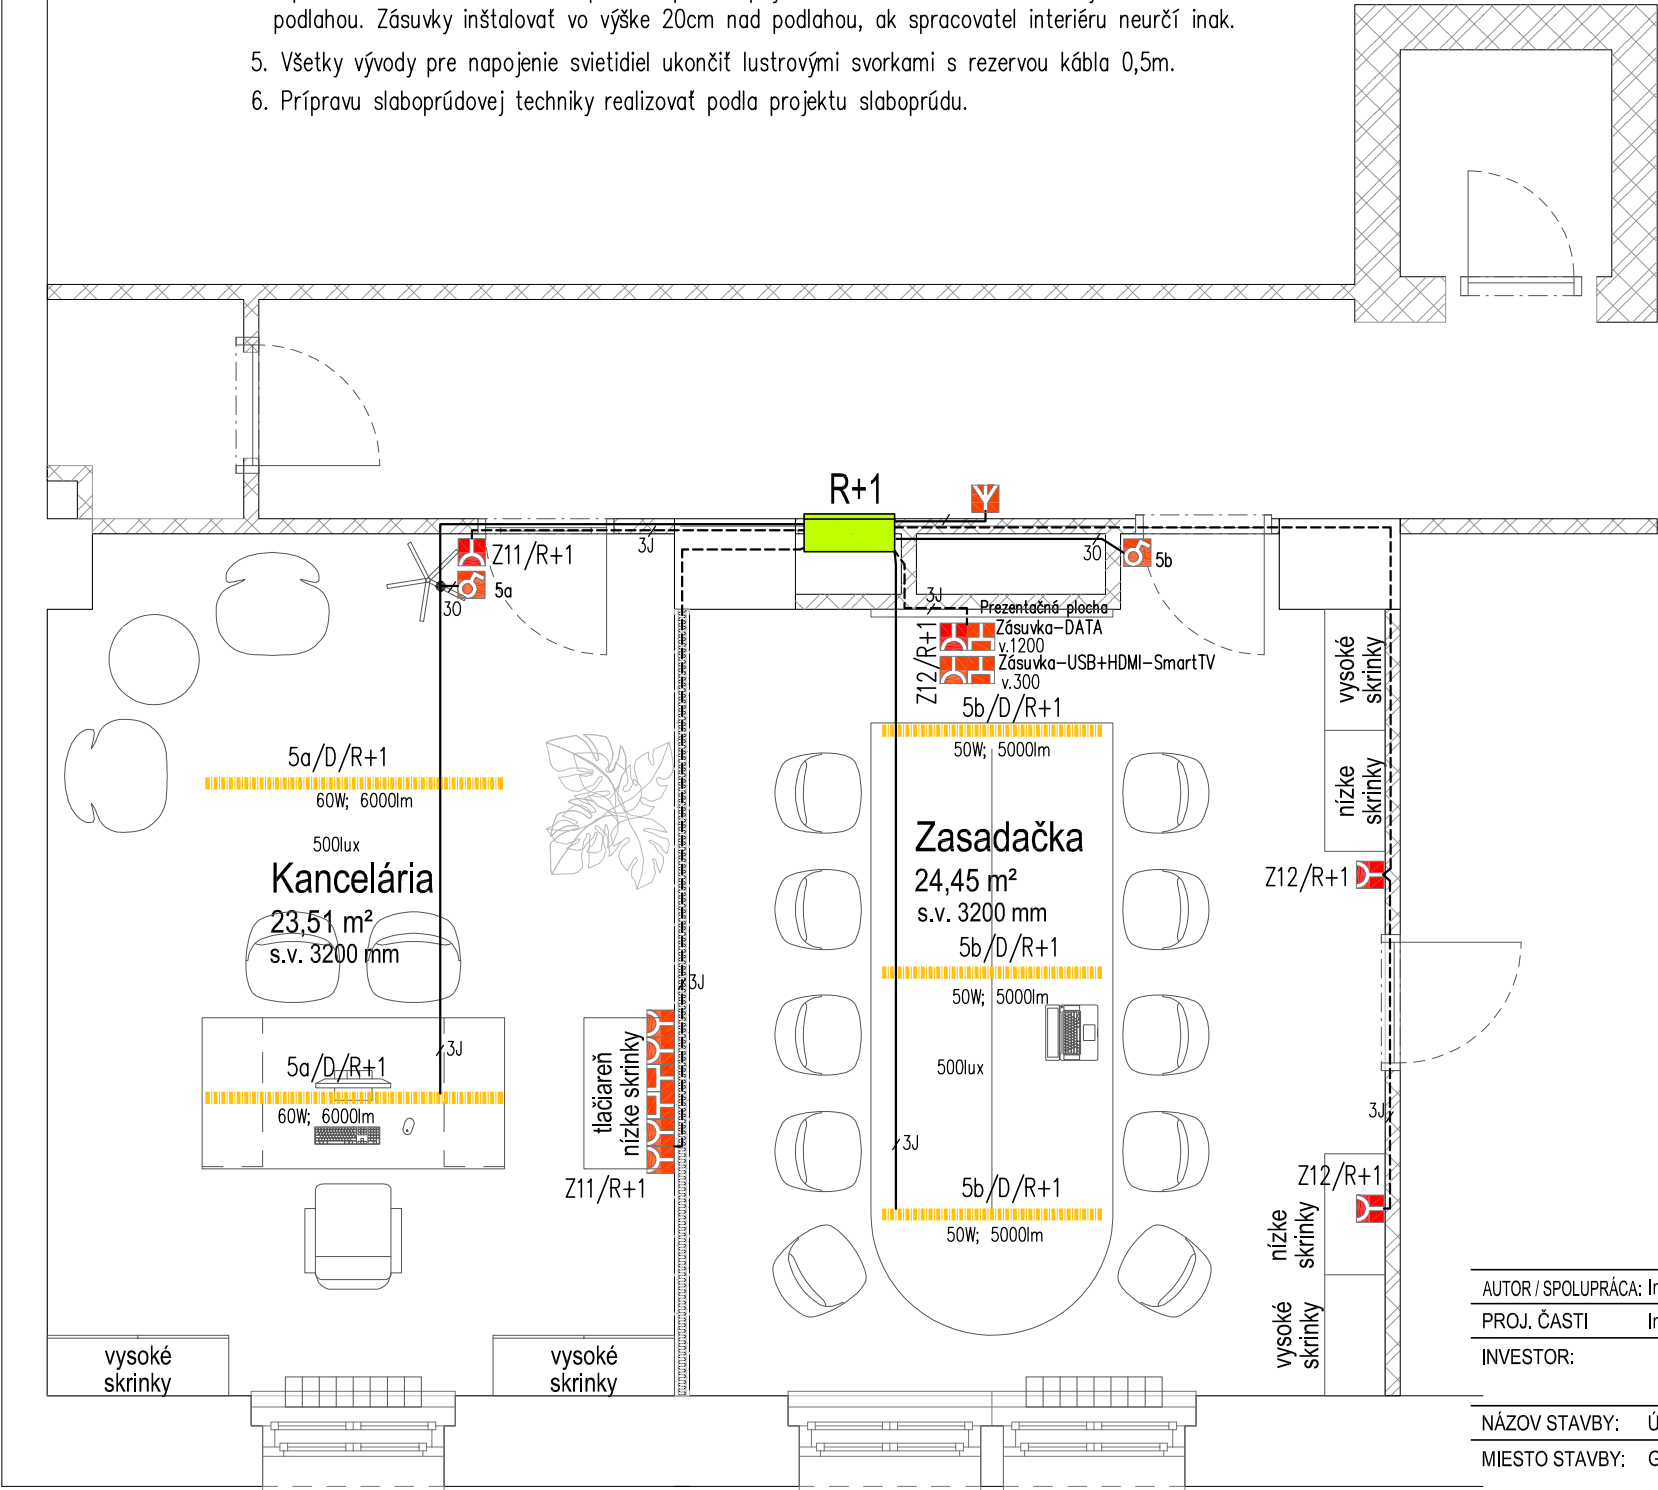 podlahou. Zásuvky inštalovať vo výške 20cm nad podlahou, ak spracovatel interiéru neurčí inak.
5. Všetky vývody pre napojenie svietidiel ukončiť lustrovými svorkami s rezervou kábla 0,5m.
6. Prípravu slaboprúdovej techniky realizovať podla projektu slaboprúdu.
R+1
3J
Z11/R+1
5a
3O
3O
5b
3J
Prezentačná plocha
Zásuvka-DATA
v.1200
Zásuvka-USB+HDMI-SmartTV
v.300
Z12/R+1
vysoké
skrinky
nízke
skrinky
5b/D/R+1
50W; 5000lm
5a/D/R+1
60W; 6000lm
500lux
Kancelária
23,51 m²
s.v. 3200 mm
Zasadačka
24,45 m²
s.v. 3200 mm
Z12/R+1
5b/D/R+1
50W; 5000lm
3J
500lux
3J
5a/D/R+1
60W; 6000lm
tlačiareň
nízke skrinky
Z11/R+1
3J
3J
5b/D/R+1
50W; 5000lm
Z12/R+1
nízke
skrinky
vysoké
skrinky
vysoké
skrinky
vysoké
skrinky
AUTOR / SPOLUPRÁCA:
PROJ. ČASTI
INVESTOR:
NÁZOV STAVBY:
MIESTO STAVBY: